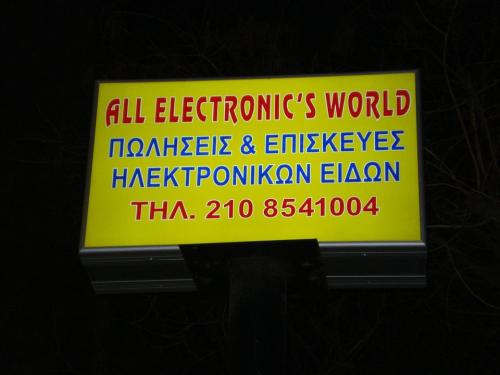 ALL ELECTRONIC'S WORLD
ΠΩΛΗΣΕΙΣ & ΕΠΙΣΚΕΥΕΣ
ΗΛΕΚΤΡΟΝΙΚΩΝ ΕΙΔΩΝ
ΤΗΛ. 210 8541004